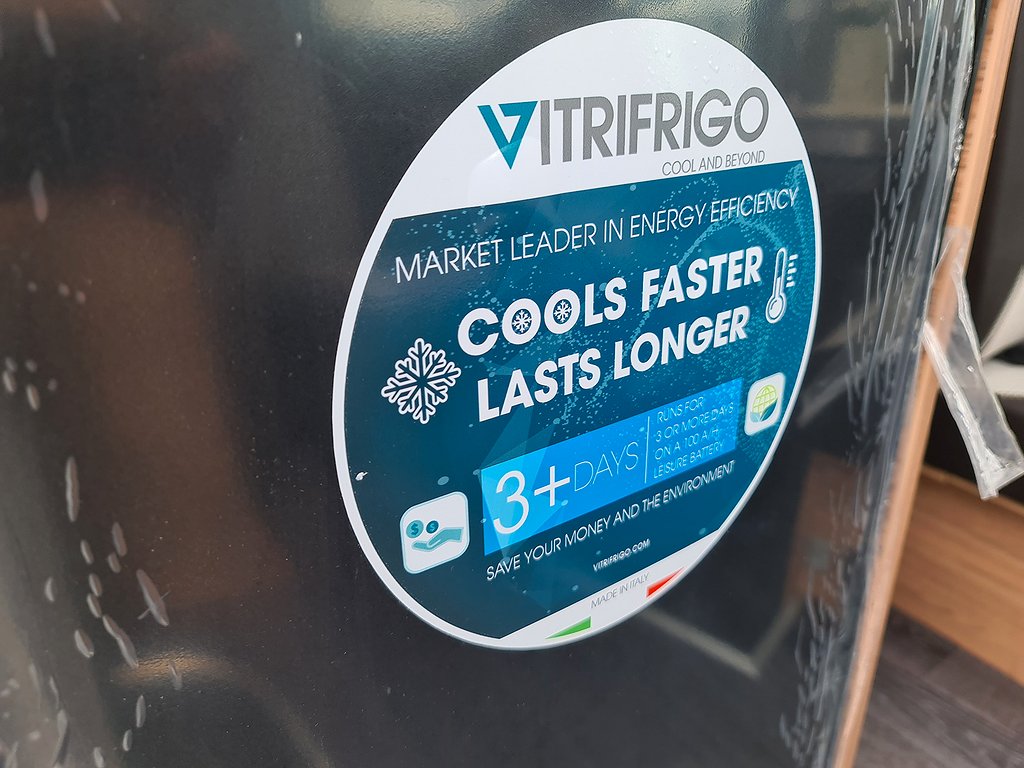 VITRIFRIGO
COOL AND BEYOND
MARKET LEADER IN ENERGY EFFICIENCY
COOLS FASTER
LASTS LONGER
3+DAYS
RUNS FOR
3 OR MORE DAYS
ON A 100 A/H
LEISURE BATTERY
$ $
SAVE YOUR MONEY AND THE ENVIRONMENT
VITRIFRIGO.COM
MADE IN ITALY